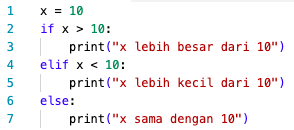 1 x = 10
2 if x > 10:
3     print("x lebih besar dari 10")
4 elif x < 10:
5     print("x lebih kecil dari 10")
6 else:
7     print("x sama dengan 10")